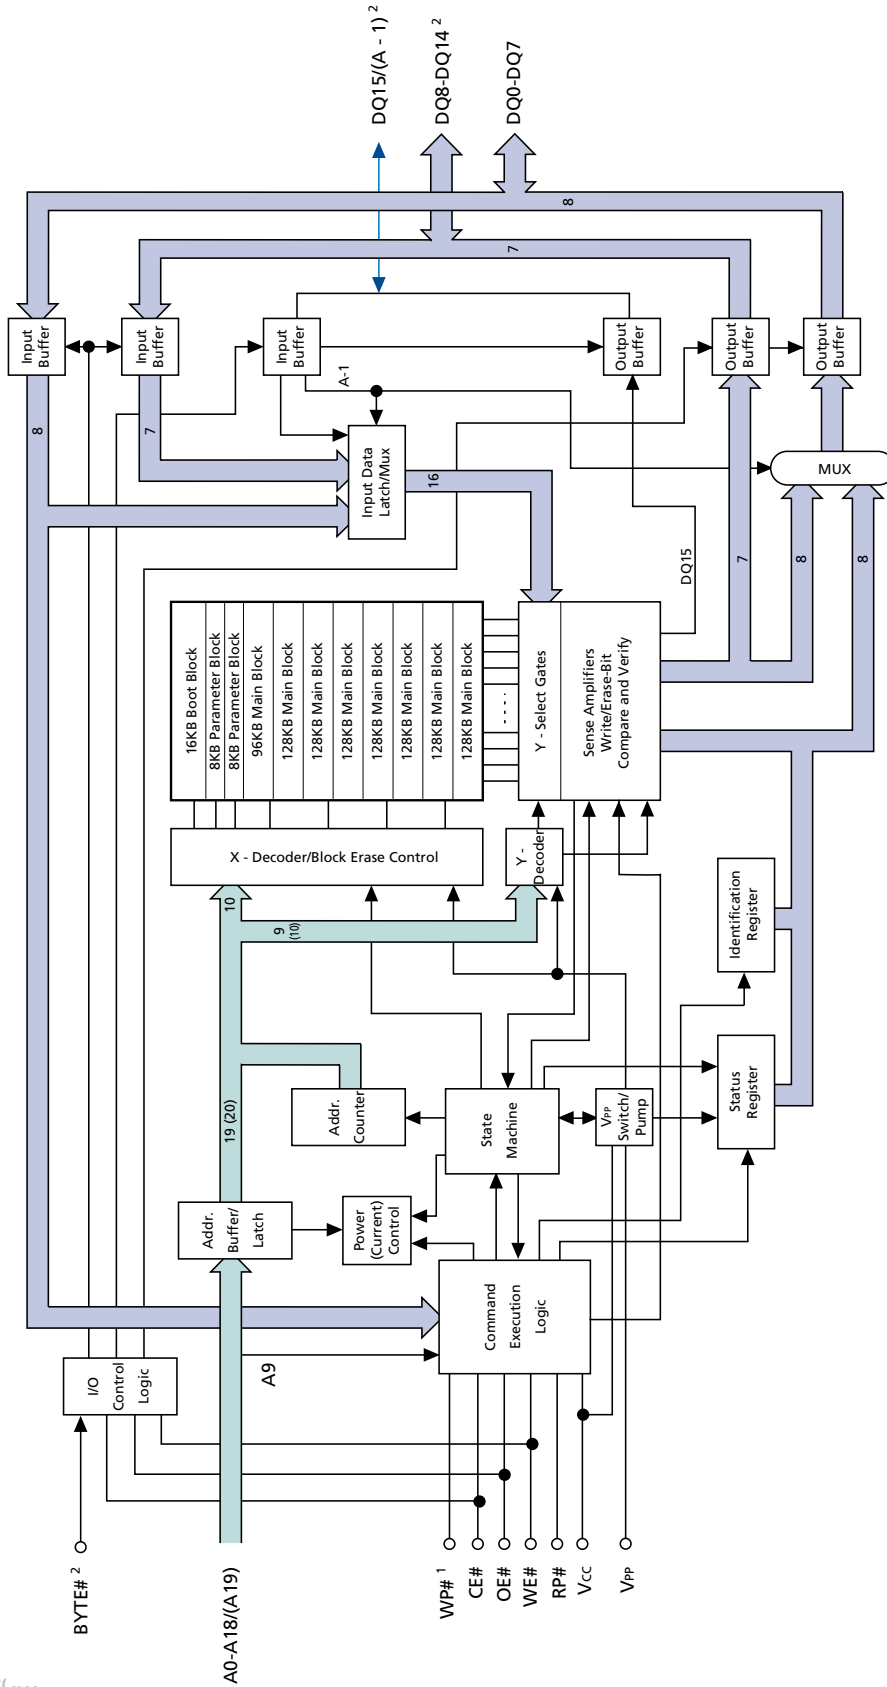 Input
Buffer
Input
Buffer
Input
Buffer
Output
Buffer
Output
Buffer
Output
Buffer
DQ15/(A - 1) 2
DQ8-DQ14 2
DQ0-DQ7
8
7
8
7
A-1
Input Data
Latch/Mux
16
MUX
DQ15
7
8
8
16KB Boot Block
8KB Parameter Block
8KB Parameter Block
96KB Main Block
128KB Main Block
128KB Main Block
128KB Main Block
128KB Main Block
128KB Main Block
128KB Main Block
128KB Main Block
Y - Select Gates
Sense Amplifiers
Write/Erase-Bit
Compare and Verify
X - Decoder/Block Erase Control
Y -
Decoder
10
9
(10)
19 (20)
Addr.
Counter
State
Machine
VPP
Switch/
Pump
Status
Register
Identification
Register
Addr.
Buffer/
Latch
Power
(Current)
Control
Command
Execution
Logic
I/O
Control
Logic
A9
BYTE# 2
A0-A18/(A19)
WP# 1
CE#
OE#
WE#
RP#
VCC
VPP